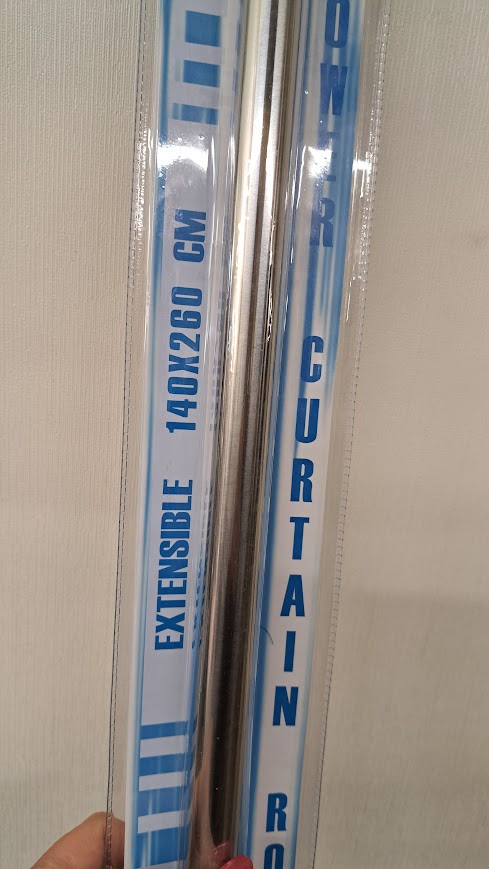 EXTENSIBLE 140X260 CM
OWER CURTAIN RO